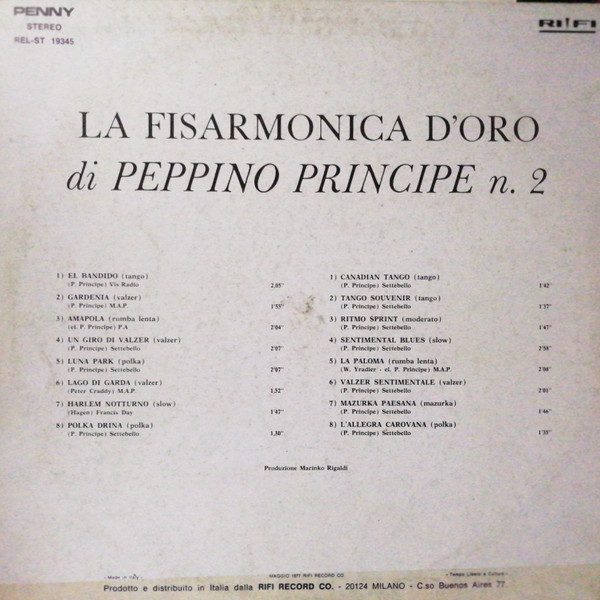 PENNY
STEREO
REL-ST 19345
RI-FI
LA FISARMONICA D'ORO
di PEPPINO PRINCIPE n. 2
1) EL BANDIDO (tango)
(P. Principe) Vis Radio 2,05"
2) GARDENIA (valzer)
(P. Principe) M.A.P. 1'55"
3) AMAPOLA (rumba lenta)
(el. P. Principe) P.A 2'04"
4) UN GIRO DI VALZER (valzer)
(P. Principe) Settebello 2'07"
5) LUNA PARK (polka)
(P. Principe) Settebello 2'07"
6) LAGO DI GARDA (valzer)
(Peter Craddy) M.A.P. 1,52"
7) HARLEM NOTTURNO (slow)
(Hagen) Francis Day 1'47"
8) POLKA DRINA (polka)
(P. Principe) Settebello 1,30"
1) CANADIAN TANGO (tango)
(P. Principe) Settebello 1'42"
2) TANGO SOUVENIR (tango)
(P. Principe) Settebello 1'37"
3) RITMO SPRINT (moderato)
(P. Principe) Settebello 1'47"
4) SENTIMENTAL BLUES (slow)
(P. Principe) Settebello 2'58"
5) LA PALOMA (rumba lenta)
(W. Yradier - el. P. Principe) M.A.P. 2'08"
6) VALZER SENTIMENTALE (valzer)
(P. Principe) Settebello 2'01"
7) MAZURKA PAESANA (mazurka)
(P. Principe) Settebello 1'46"
8) L'ALLEGRA CAROVANA (polka)
(P. Principe) Settebello 1'35"
Produzione Marinko Rigaldi
MAGGIO 1977 RIFI RECORD CO.
Prodotto e distribuito in Italia dalla RIFI RECORD CO. - 20124 MILANO - C.so Buenos Aires 77